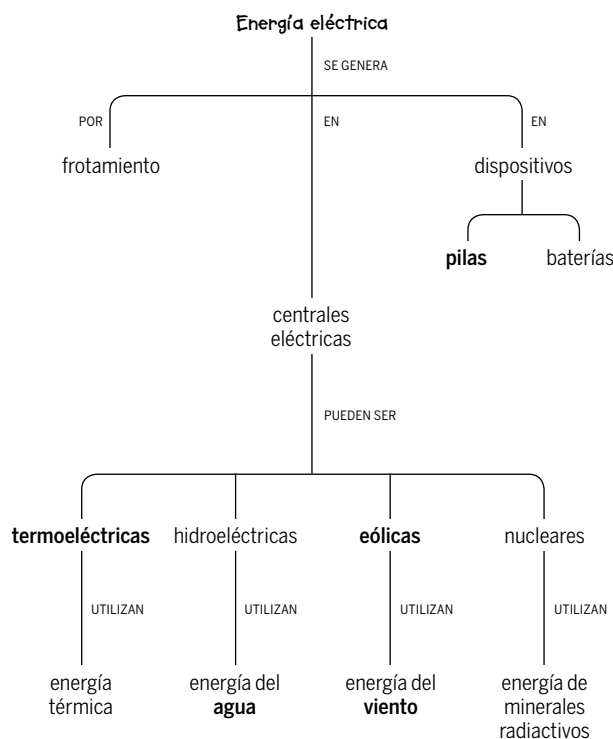 Energía eléctrica
SE GENERA
POR
EN
EN
frotamiento
dispositivos
pilas
baterías
centrales
eléctricas
PUEDEN SER
termoeléctricas
hidroeléctricas
eólicas
nucleares
UTILIZAN
UTILIZAN
UTILIZAN
UTILIZAN
energía
térmica
energía del
agua
energía del
viento
energía de
minerales
radiactivos